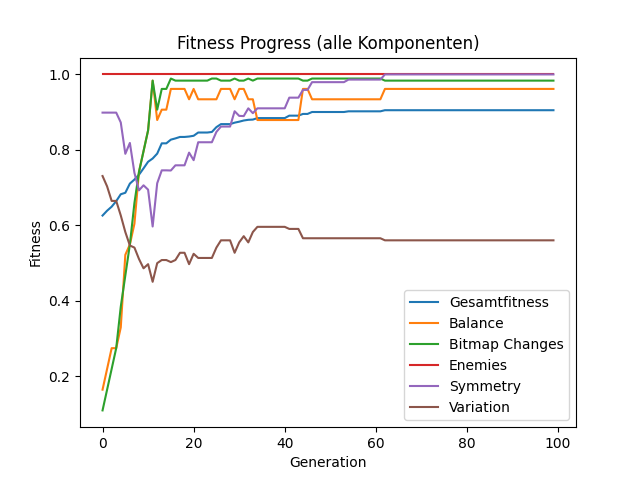 Fitness Progress (alle Komponenten)
1.0
0.8
0.6
0.4
0.2
Fitness
0 20 40 60 80 100
Generation
Gesamtfitness
Balance
Bitmap Changes
Enemies
Symmetry
Variation